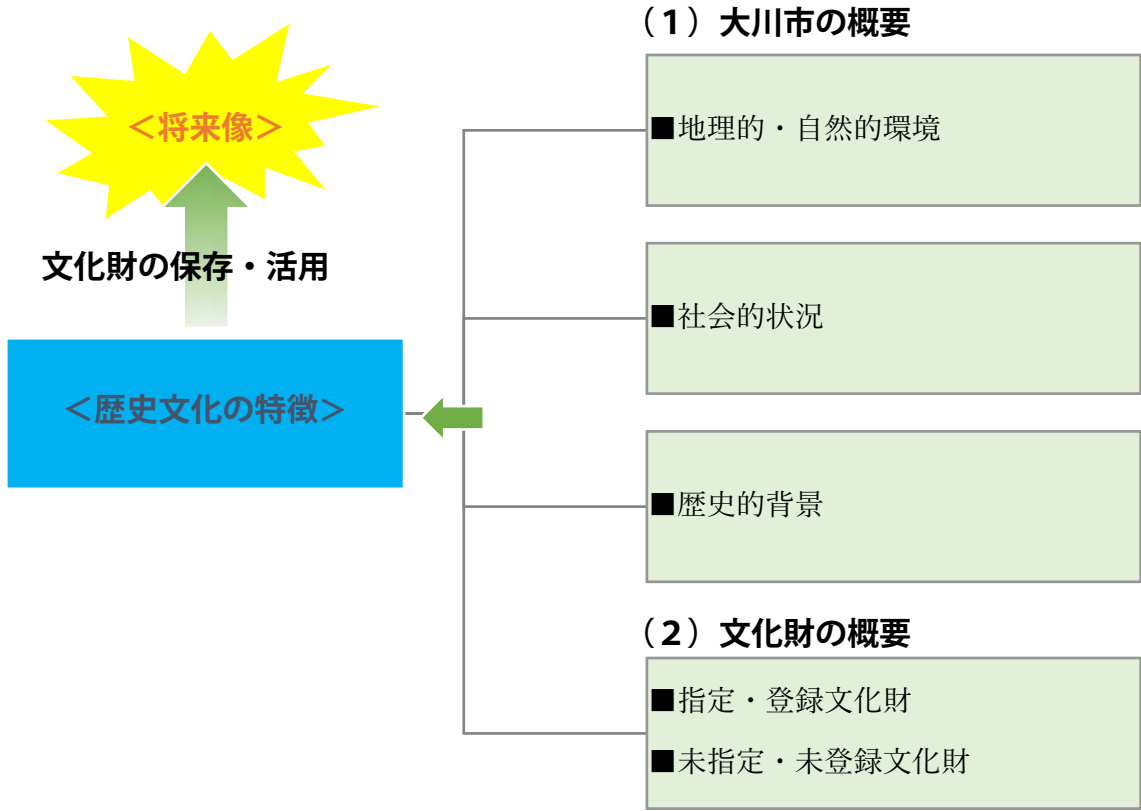 ＜将来像＞
文化財の保存・活用
＜歴史文化の特徴＞
（１）大川市の概要
■地理的・自然的環境
■社会的状況
■歴史的背景
（２）文化財の概要
■指定・登録文化財
■未指定・未登録文化財